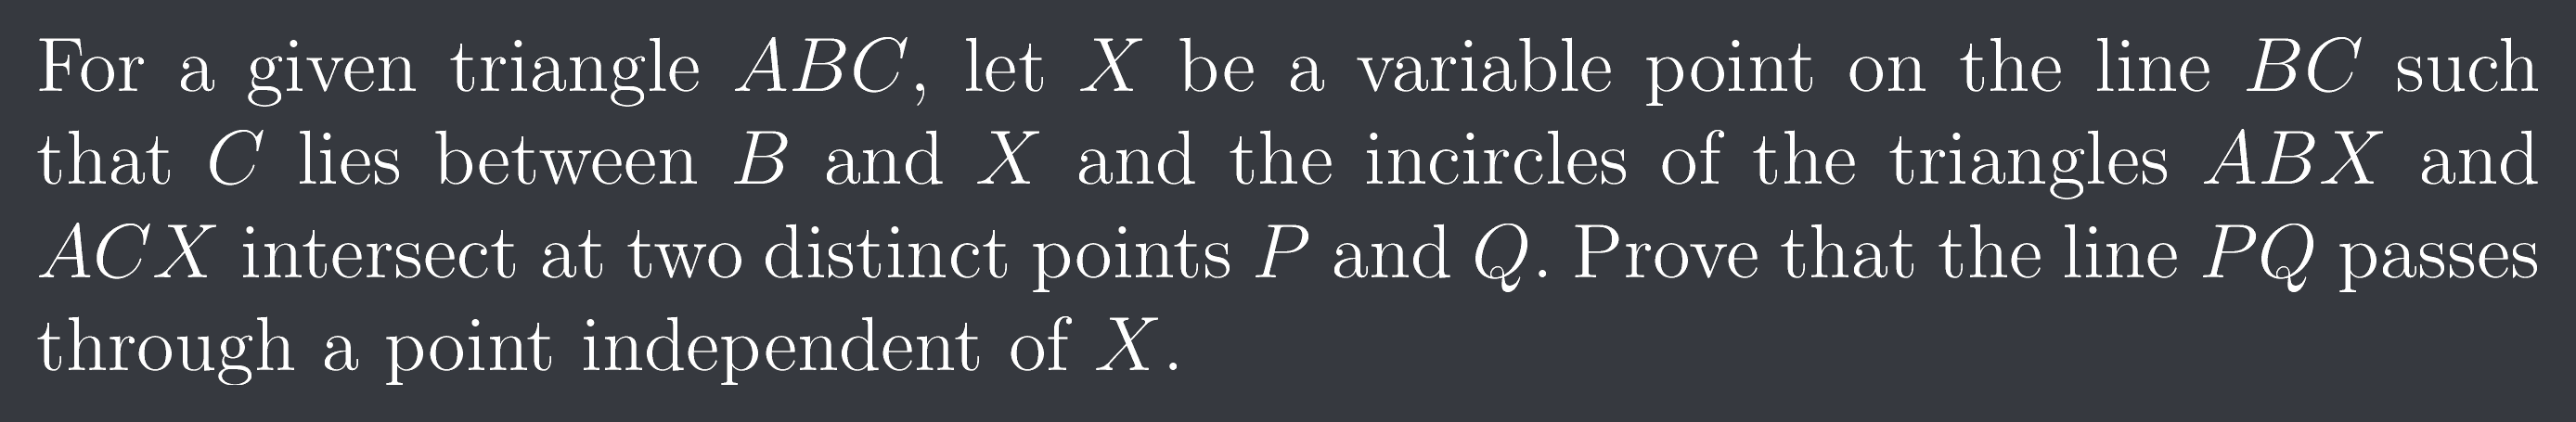 For a given triangle ABC, let X be a variable point on the line BC such
that C lies between B and X and the incircles of the triangles ABX and
ACX intersect at two distinct points P and Q. Prove that the line PQ passes
through a point independent of X.